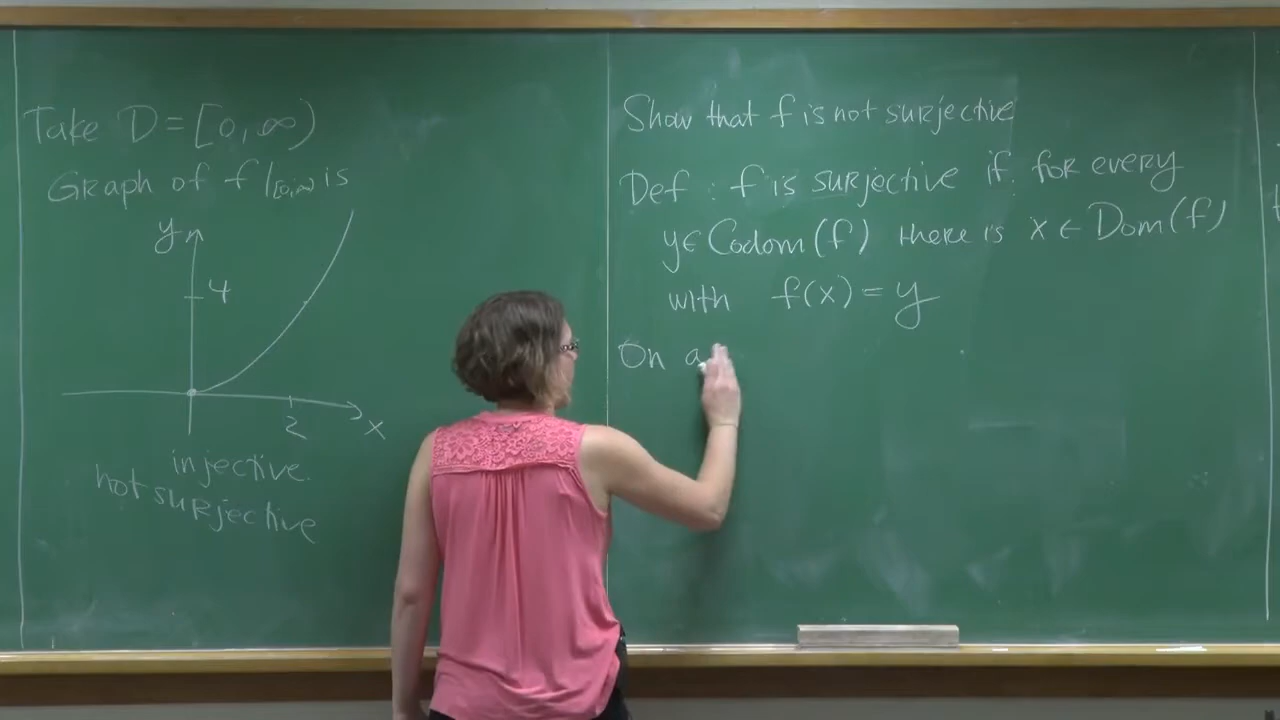 Take D = [0, ∞)
Graph of f|[0,∞) is
y
4
2
x
injective.
not surjective
Show that f is not surjective
Def : f is surjective if for every
y ∈ Codom(f) there is x ∈ Dom(f)
with f(x) = y
On a